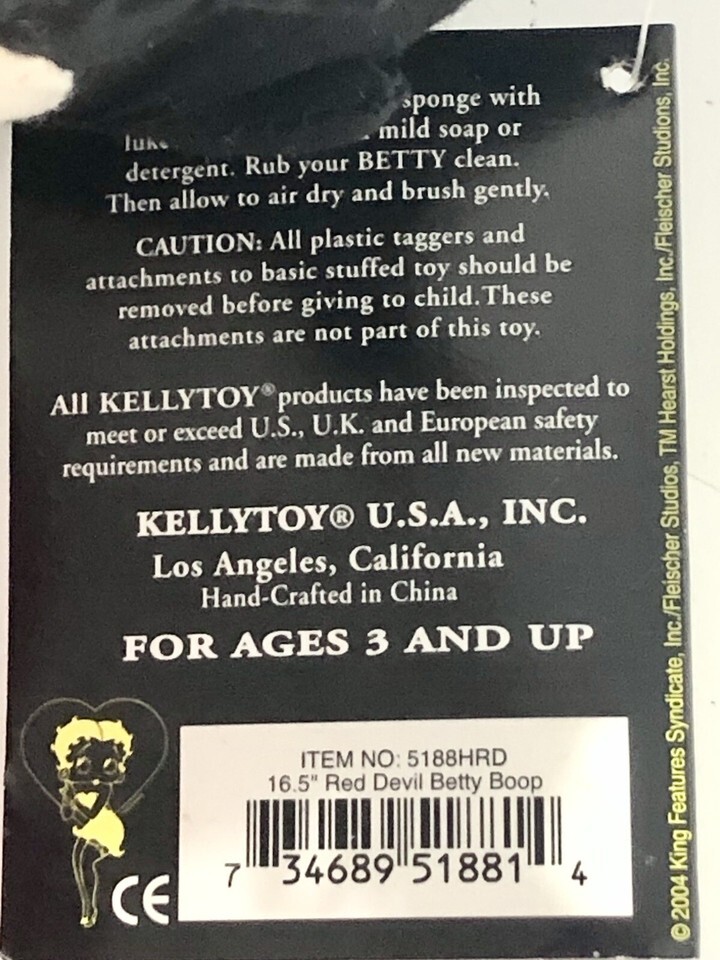 sponge with
mild soap or
detergent. Rub your BETTY clean.
Then allow to air dry and brush gently.
CAUTION: All plastic taggers and
attachments to basic stuffed toy should be
removed before giving to child.These
attachments are not part of this toy.
All KELLYTOY® products have been inspected to
meet or exceed U.S., U.K. and European safety
requirements and are made from all new materials.
KELLYTOY® U.S.A., INC.
Los Angeles, California
Hand-Crafted in China
FOR AGES 3 AND UP
ITEM NO: 5188HRD
16.5" Red Devil Betty Boop
7 34689 51881 4
CE
© 2004 King Features Syndicate, Inc./Fleischer Studios, TM Hearst Holdings, Inc./Fleischer Studions, Inc.